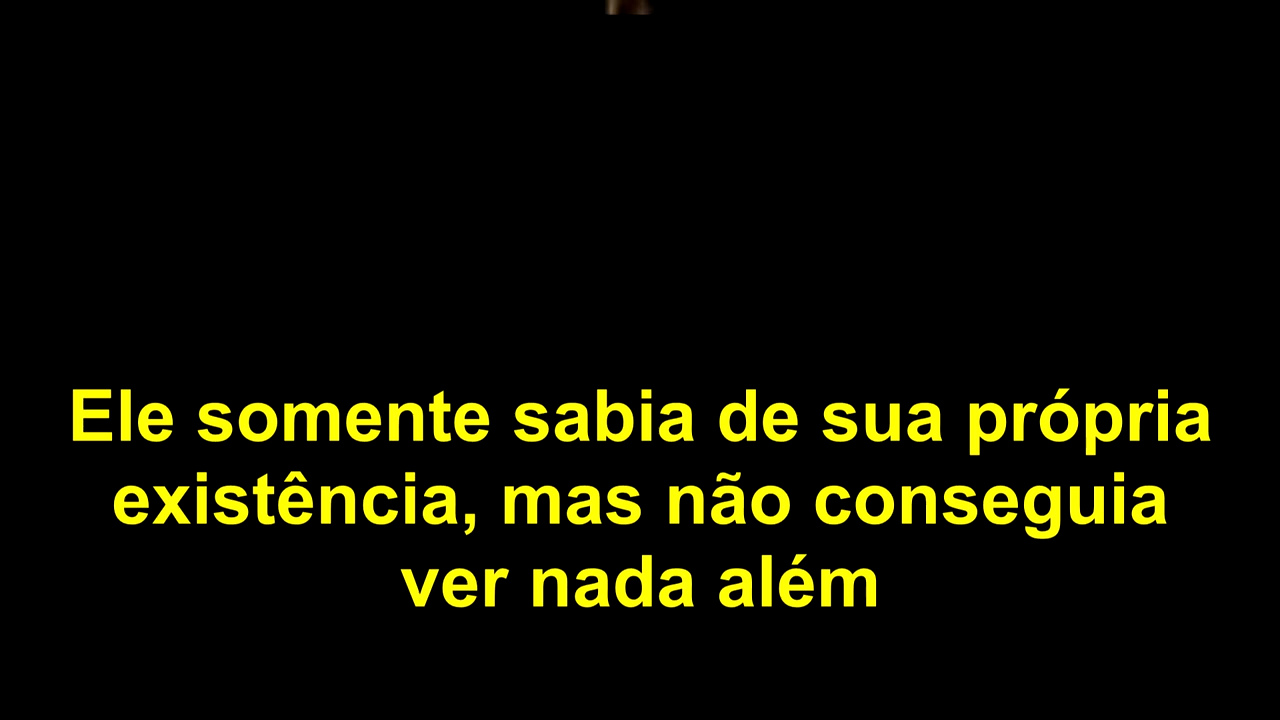 Ele somente sabia de sua própria
existência, mas não conseguia
ver nada além